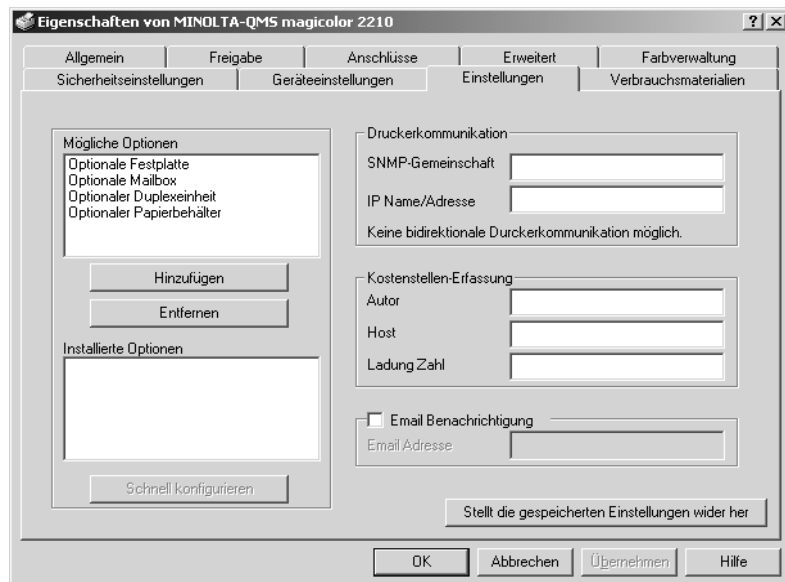 Eigenschaften von MINOLTA-QMS magicolor 2210
Allgemein
Freigabe
Anschlüsse
Erweitert
Farbverwaltung
Sicherheitseinstellungen
Geräteeinstellungen
Einstellungen
Verbrauchsmaterialien
Mögliche Optionen
Optionale Festplatte
Optionale Mailbox
Optionaler Duplexeinheit
Optionaler Papierbehälter
Hinzufügen
Entfernen
Installierte Optionen
Schnell konfigurieren
Druckerkommunikation
SNMP-Gemeinschaft
IP Name/Adresse
Keine bidirektionale Durckerkommunikation möglich.
Kostenstellen-Erfassung
Autor
Host
Ladung Zahl
Email Benachrichtigung
Email Adresse
Stellt die gespeicherten Einstellungen wider her
OK
Abbrechen
Übernehmen
Hilfe